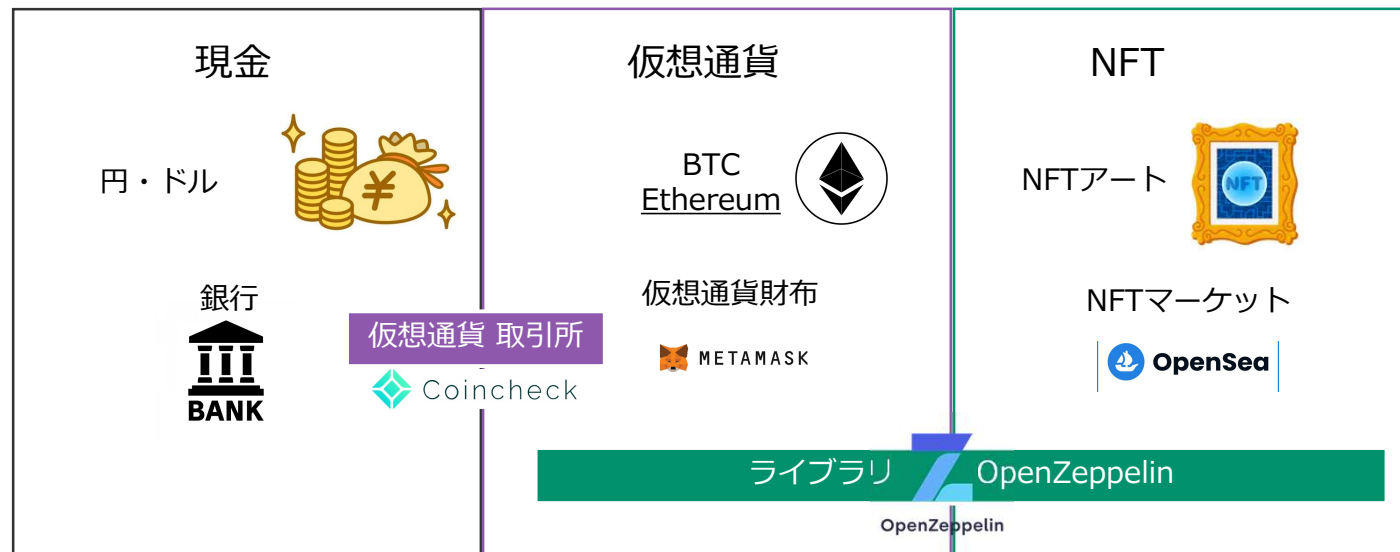 現金
円・ドル
¥
銀行
BANK
仮想通貨 取引所
Coincheck
仮想通貨
BTC
Ethereum
仮想通貨財布
METAMASK
NFT
NFTアート
NFT
NFTマーケット
OpenSea
ライブラリ OpenZeppelin
OpenZeppelin